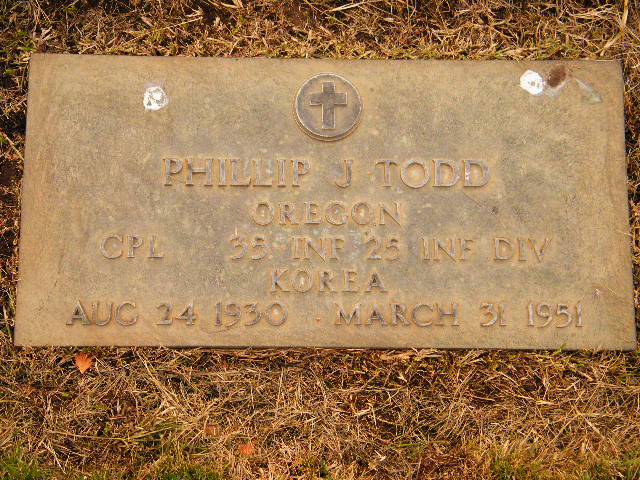 PHILLIP J TODD
OREGON
CPL 35 INF 25 INF DIV
KOREA
AUG 24 1930 MARCH 31 1951